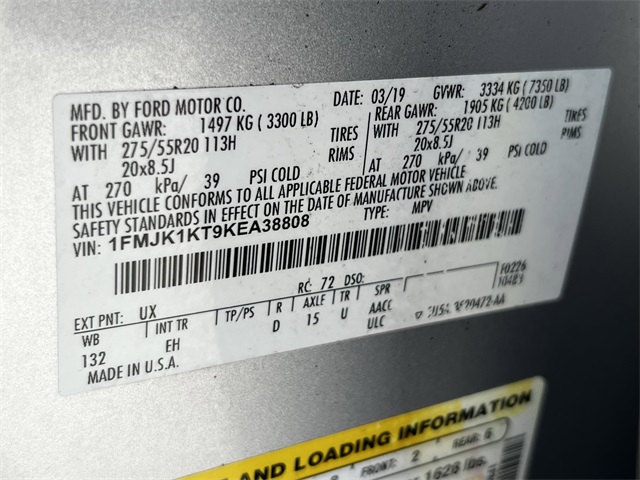 MFD. BY FORD MOTOR CO.
DATE: 03/19 GVWR: 3334 KG (7350 LB)
FRONT GAWR: 1497 KG (3300 LB) REAR GAWR: 1905 KG (4200 LB)
WITH 275/55R20 113H TIRES WITH 275/55R20 113H TIRES
20x8.5J RIMS 20x8.5J RIMS
AT 270 kPa/ 39 PSI COLD AT 270 kPa/ 39 PSI COLD
THIS VEHICLE CONFORMS TO ALL APPLICABLE FEDERAL MOTOR VEHICLE
SAFETY STANDARDS IN EFFECT ON THE DATE OF MANUFACTURE SHOWN ABOVE.
VIN: 1FMJK1KT9KEA38808 TYPE: MPV
F0226
RC: 72 DSO:
EXT PNT: UX
WB INT TR TP/PS R AXLE TR SPR
132 EH D 15 U AACC
ULC
MADE IN U.S.A.
AND LOADING INFORMATION
FRONT: 2 REAR: 6
1626 lbs.